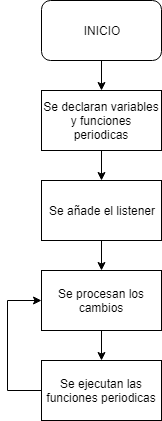 INICIO
Se declaran variables
y funciones
periodicas
Se añade el listener
Se procesan los
cambios
Se ejecutan las
funciones periodicas